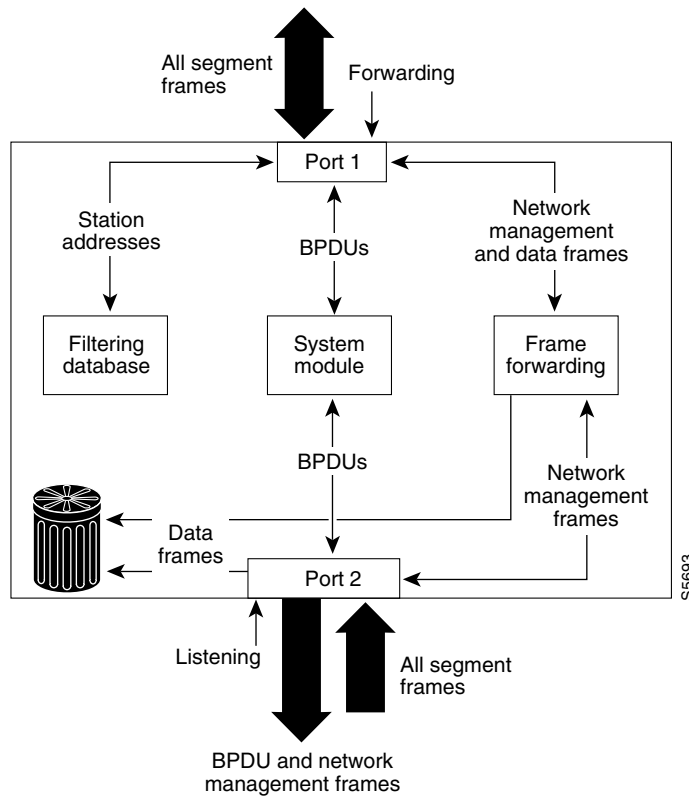 All segment
frames
Forwarding
Port 1
Station
addresses
BPDUs
Network
management
and data frames
Filtering
database
System
module
Frame
forwarding
BPDUs
Network
management
frames
Data
frames
Port 2
S5693
Listening
All segment
frames
BPDU and network
management frames